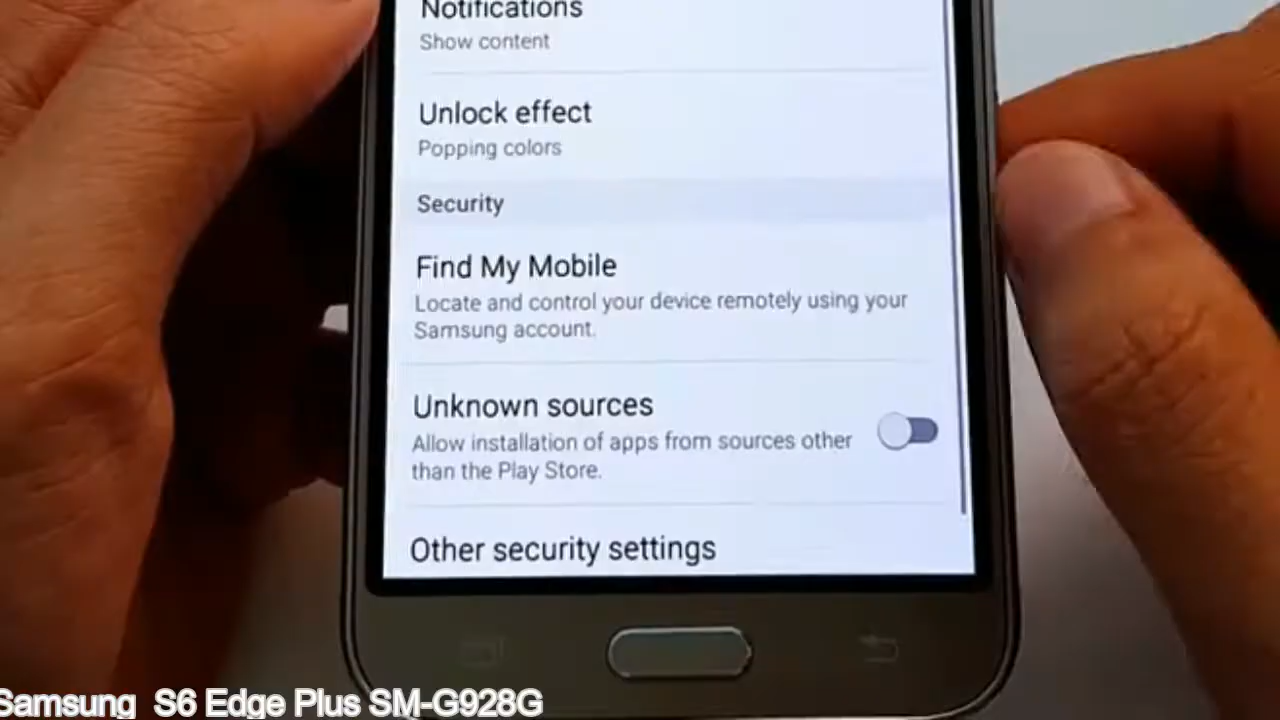 Notifications
Show content
Unlock effect
Popping colors
Security
Find My Mobile
Locate and control your device remotely using your
Samsung account.
Unknown sources
Allow installation of apps from sources other
than the Play Store.
Other security settings
Samsung S6 Edge Plus SM-G928G